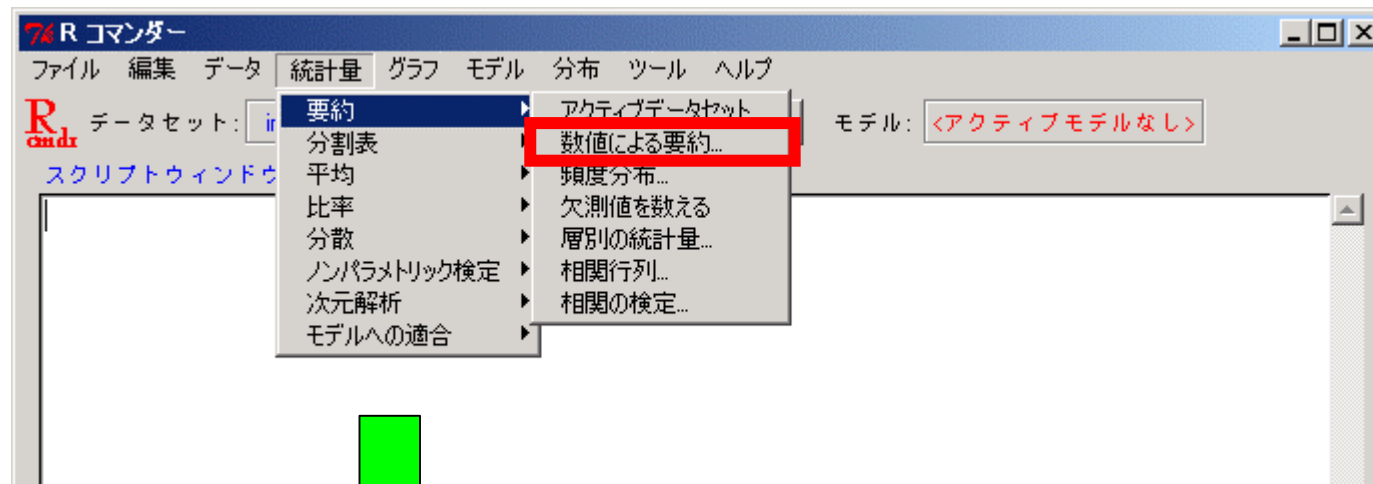 R コマンダー
ファイル 編集 データ 統計量 グラフ モデル 分布 ツール ヘルプ
Rcmdr データセット: モデル: <アクティブモデルなし>
スクリプトウィンドウ
要約
分割表
平均
比率
分散
ノンパラメトリック検定
次元解析
モデルへの適合
アクティブデータセット
数値による要約...
頻度分布...
欠測値を数える
層別の統計量...
相関行列...
相関の検定...